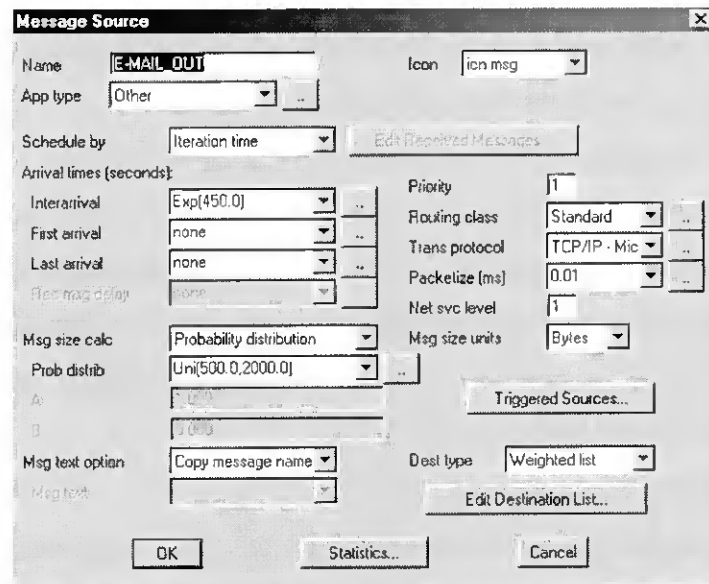 Message Source
Name E-MAIL_OUT Icon icn msg
App type Other ..
Schedule by Iteration time Edit Received Messages
Arrival times (seconds):
Interarrival Exp(450.0) .. Priority 1
First arrival none .. Routing class Standard ..
Last arrival none .. Trans protocol TCP/IP - Mic ..
Rec msg delay none Packetize (ms) 0.01 ..
Net svc level 1
Msg size calc Probability distribution Msg size units Bytes
Prob distrib Uni(500.0,2000.0) ..
A: Triggered Sources...
B
Msg text option Copy message name Dest type Weighted list
Msg text Edit Destination List...
OK Statistics... Cancel